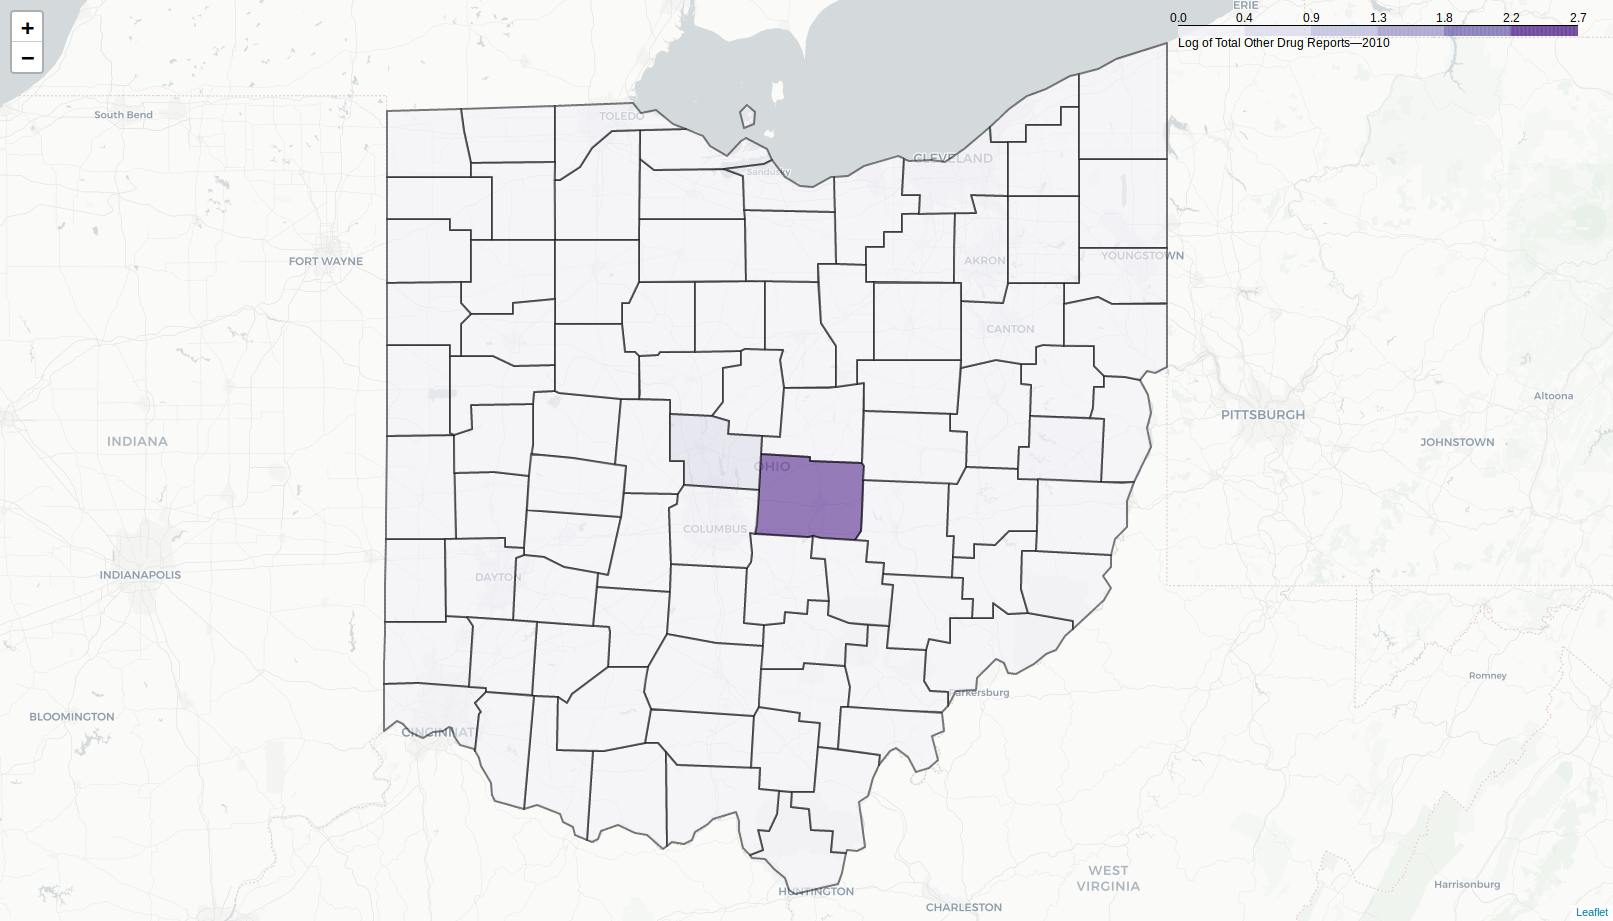 +
−
ERIE
0.0 0.4 0.9 1.3 1.8 2.2 2.7
Log of Total Other Drug Reports—2010
South Bend
TOLEDO
CLEVELAND
Sandusky
FORT WAYNE
AKRON
YOUNGSTOWN
CANTON
PITTSBURGH
Altoona
INDIANA
JOHNSTOWN
OHIO
COLUMBUS
INDIANAPOLIS
DAYTON
Romney
Parkersburg
BLOOMINGTON
CINCINNATI
WEST
VIRGINIA
Harrisonburg
HUNTINGTON
CHARLESTON
Leaflet